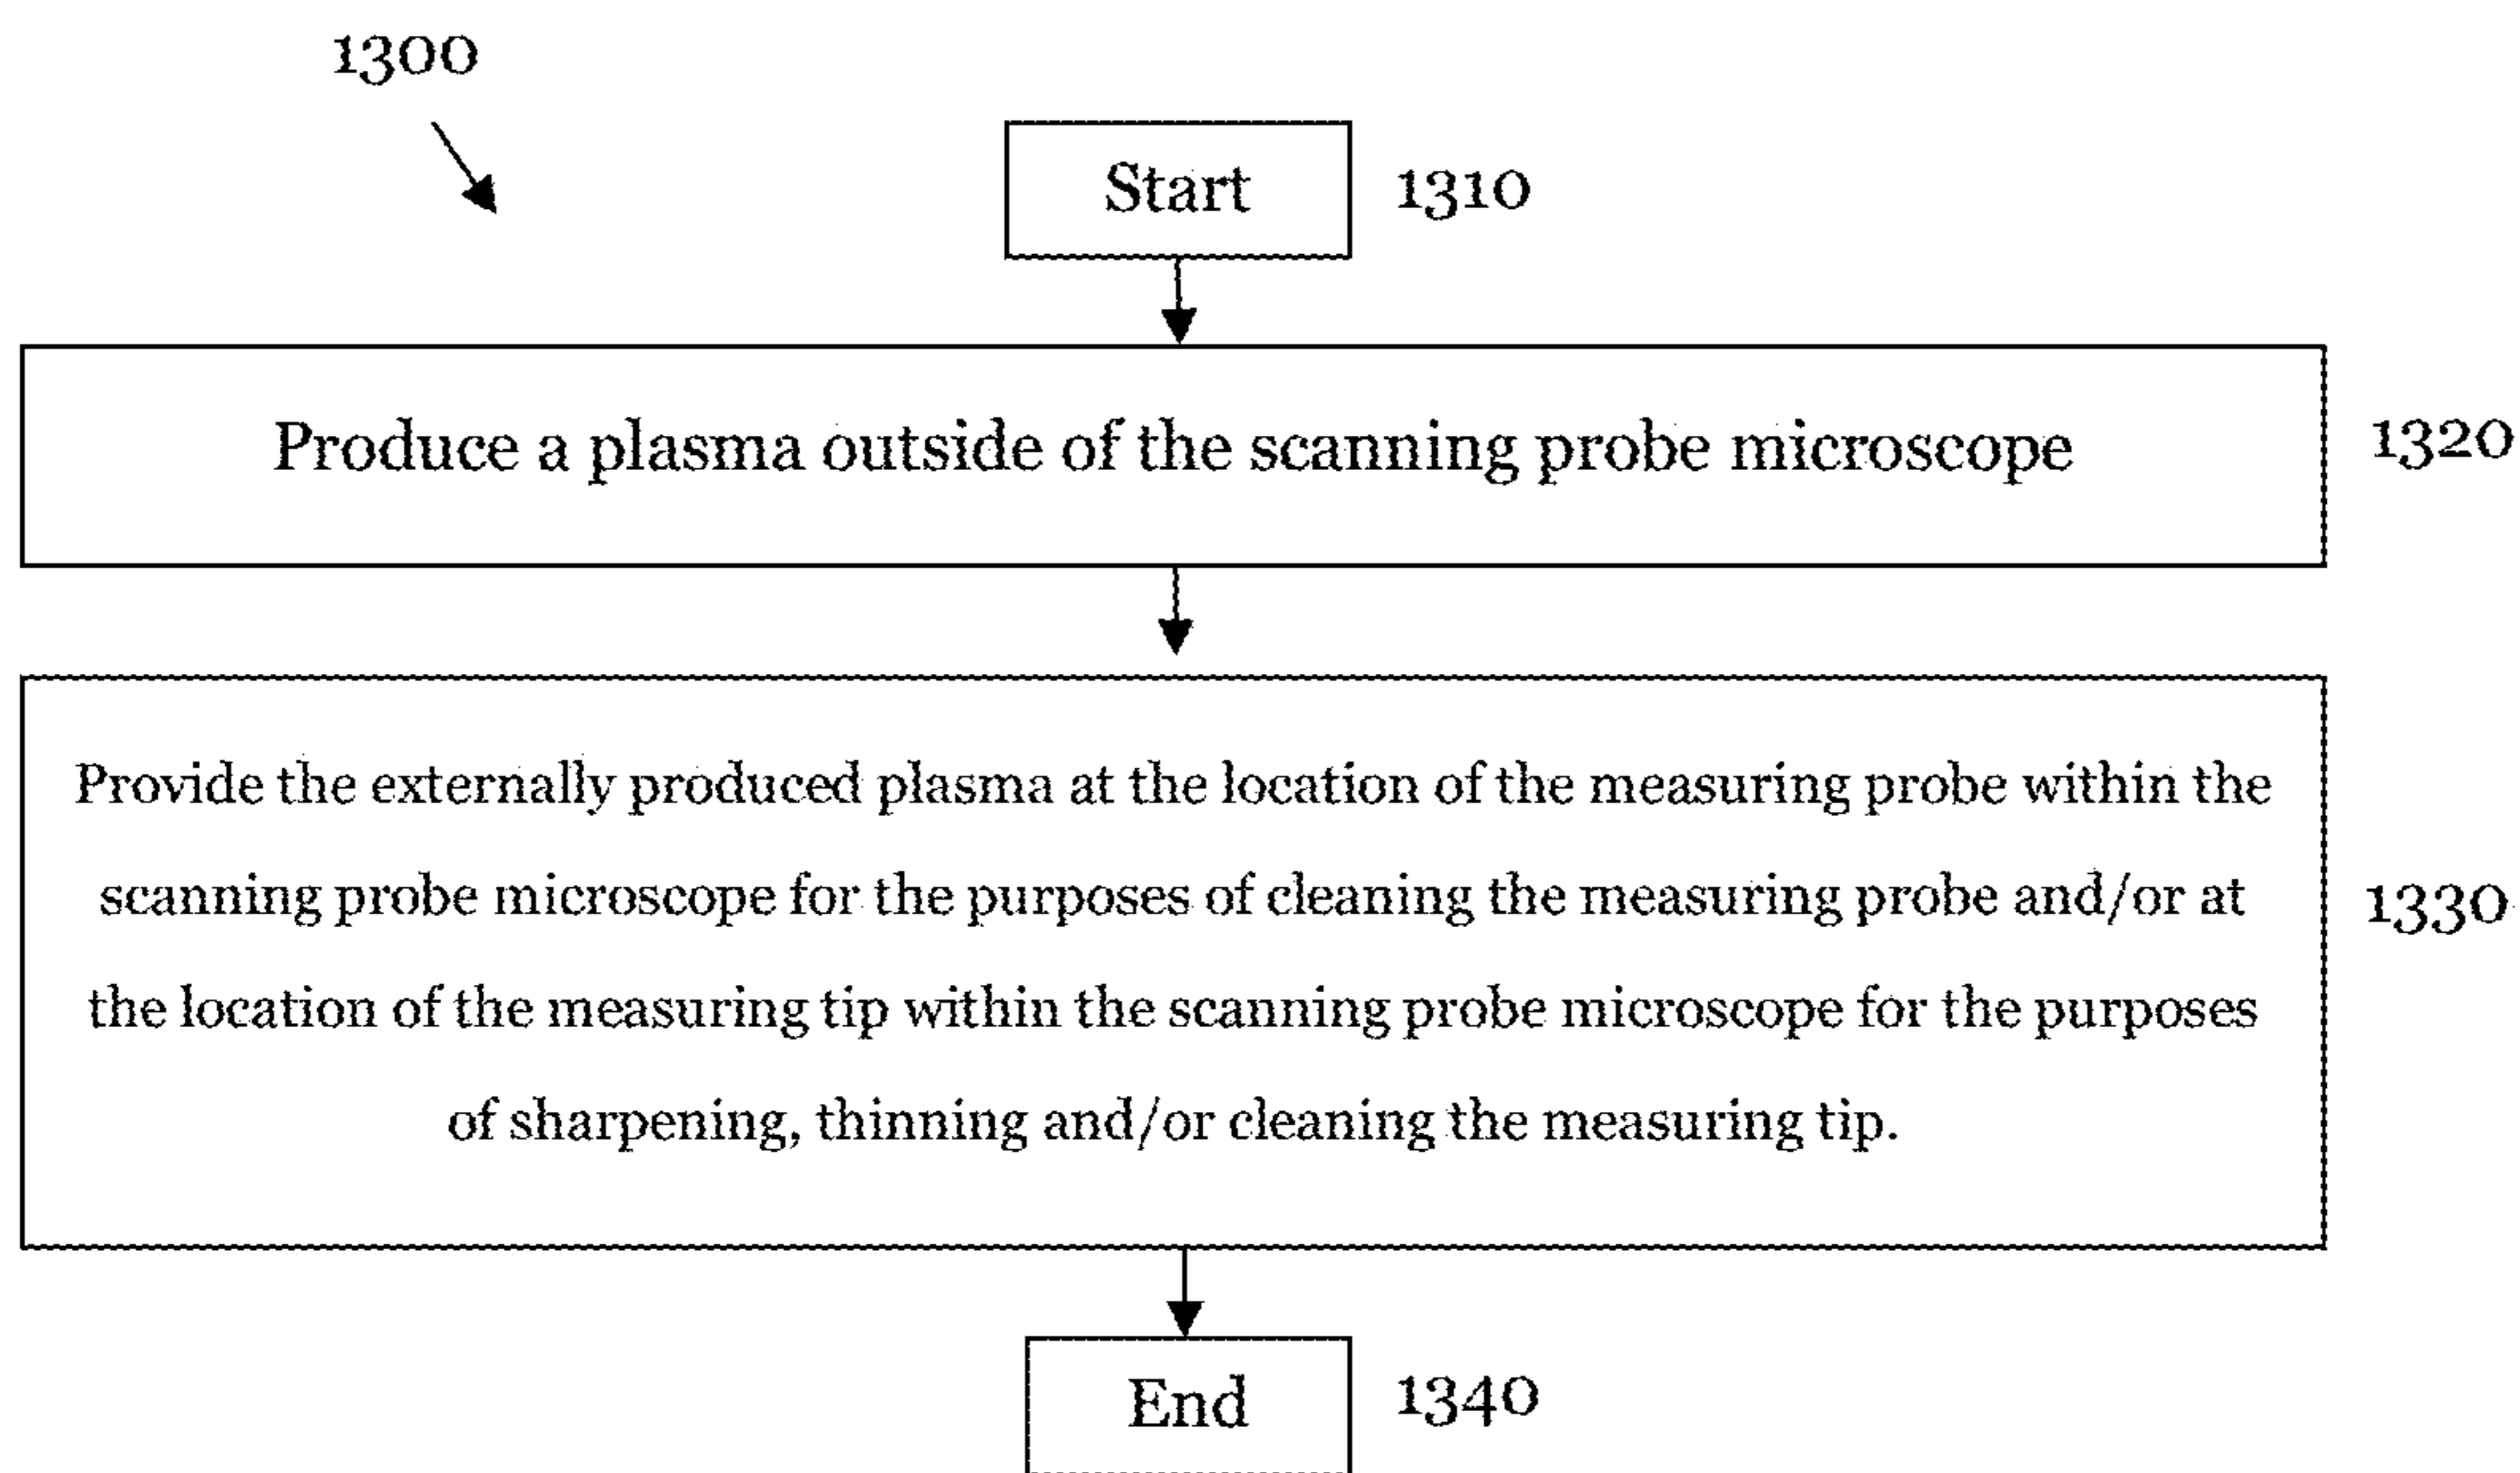 1300
Start 1310
Produce a plasma outside of the scanning probe microscope 1320
Provide the externally produced plasma at the location of the measuring probe within the
scanning probe microscope for the purposes of cleaning the measuring probe and/or at
1330
the location of the measuring tip within the scanning probe microscope for the purposes
of sharpening, thinning and/or cleaning the measuring tip.
End 1340